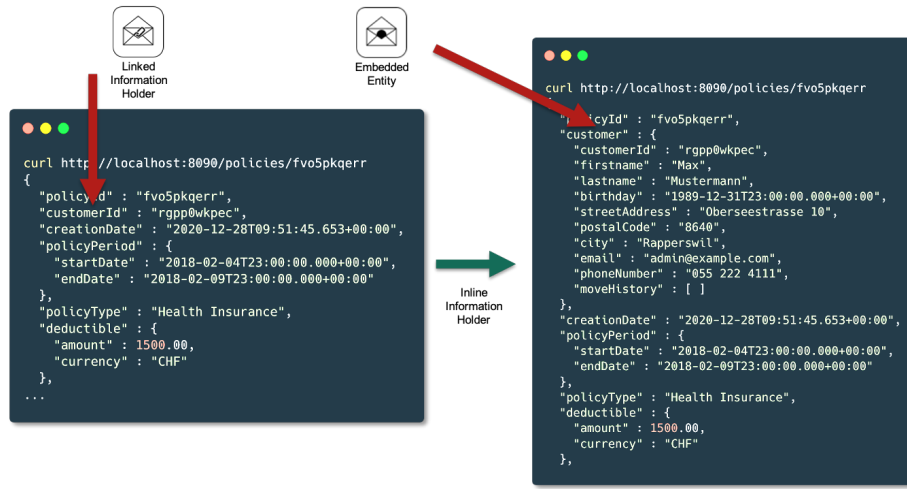 Linked
Information
Holder
Embedded
Entity
curl http://localhost:8090/policies/fvo5pkqerr
{
"policyId" : "fvo5pkqerr",
"customerId" : "rgpp0wkpec",
"creationDate" : "2020-12-28T09:51:45.653+00:00",
"policyPeriod" : {
"startDate" : "2018-02-04T23:00:00.000+00:00",
"endDate" : "2018-02-09T23:00:00.000+00:00"
},
"policyType" : "Health Insurance",
"deductible" : {
"amount" : 1500.00,
"currency" : "CHF"
},
...
Inline
Information
Holder
curl http://localhost:8090/policies/fvo5pkqerr
{
"policyId" : "fvo5pkqerr",
"customer" : {
"customerId" : "rgpp0wkpec",
"firstname" : "Max",
"lastname" : "Mustermann",
"birthday" : "1989-12-31T23:00:00.000+00:00",
"streetAddress" : "Oberseestrasse 10",
"postalCode" : "8640",
"city" : "Rapperswil",
"email" : "admin@example.com",
"phoneNumber" : "055 222 4111",
"moveHistory" : [ ]
},
"creationDate" : "2020-12-28T09:51:45.653+00:00",
"policyPeriod" : {
"startDate" : "2018-02-04T23:00:00.000+00:00",
"endDate" : "2018-02-09T23:00:00.000+00:00"
},
"policyType" : "Health Insurance",
"deductible" : {
"amount" : 1500.00,
"currency" : "CHF"
},